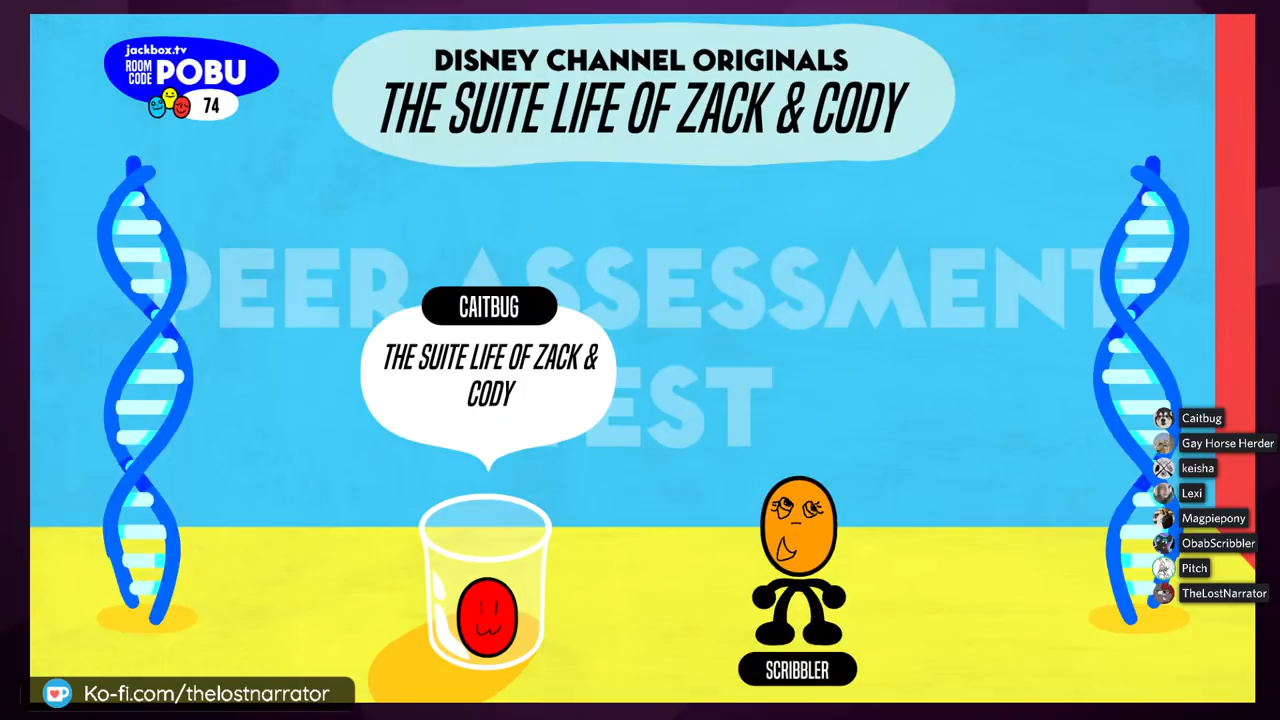 jackbox.tv
ROOM CODE POBU
74
DISNEY CHANNEL ORIGINALS
THE SUITE LIFE OF ZACK & CODY
PEER ASSESSMENT
TEST
CAITBUG
THE SUITE LIFE OF ZACK &
CODY
SCRIBBLER
Caitbug
Gay Horse Herder
keisha
Lexi
Magpiepony
ObabScribbler
Pitch
TheLostNarrator
Ko-fi.com/thelostnarrator